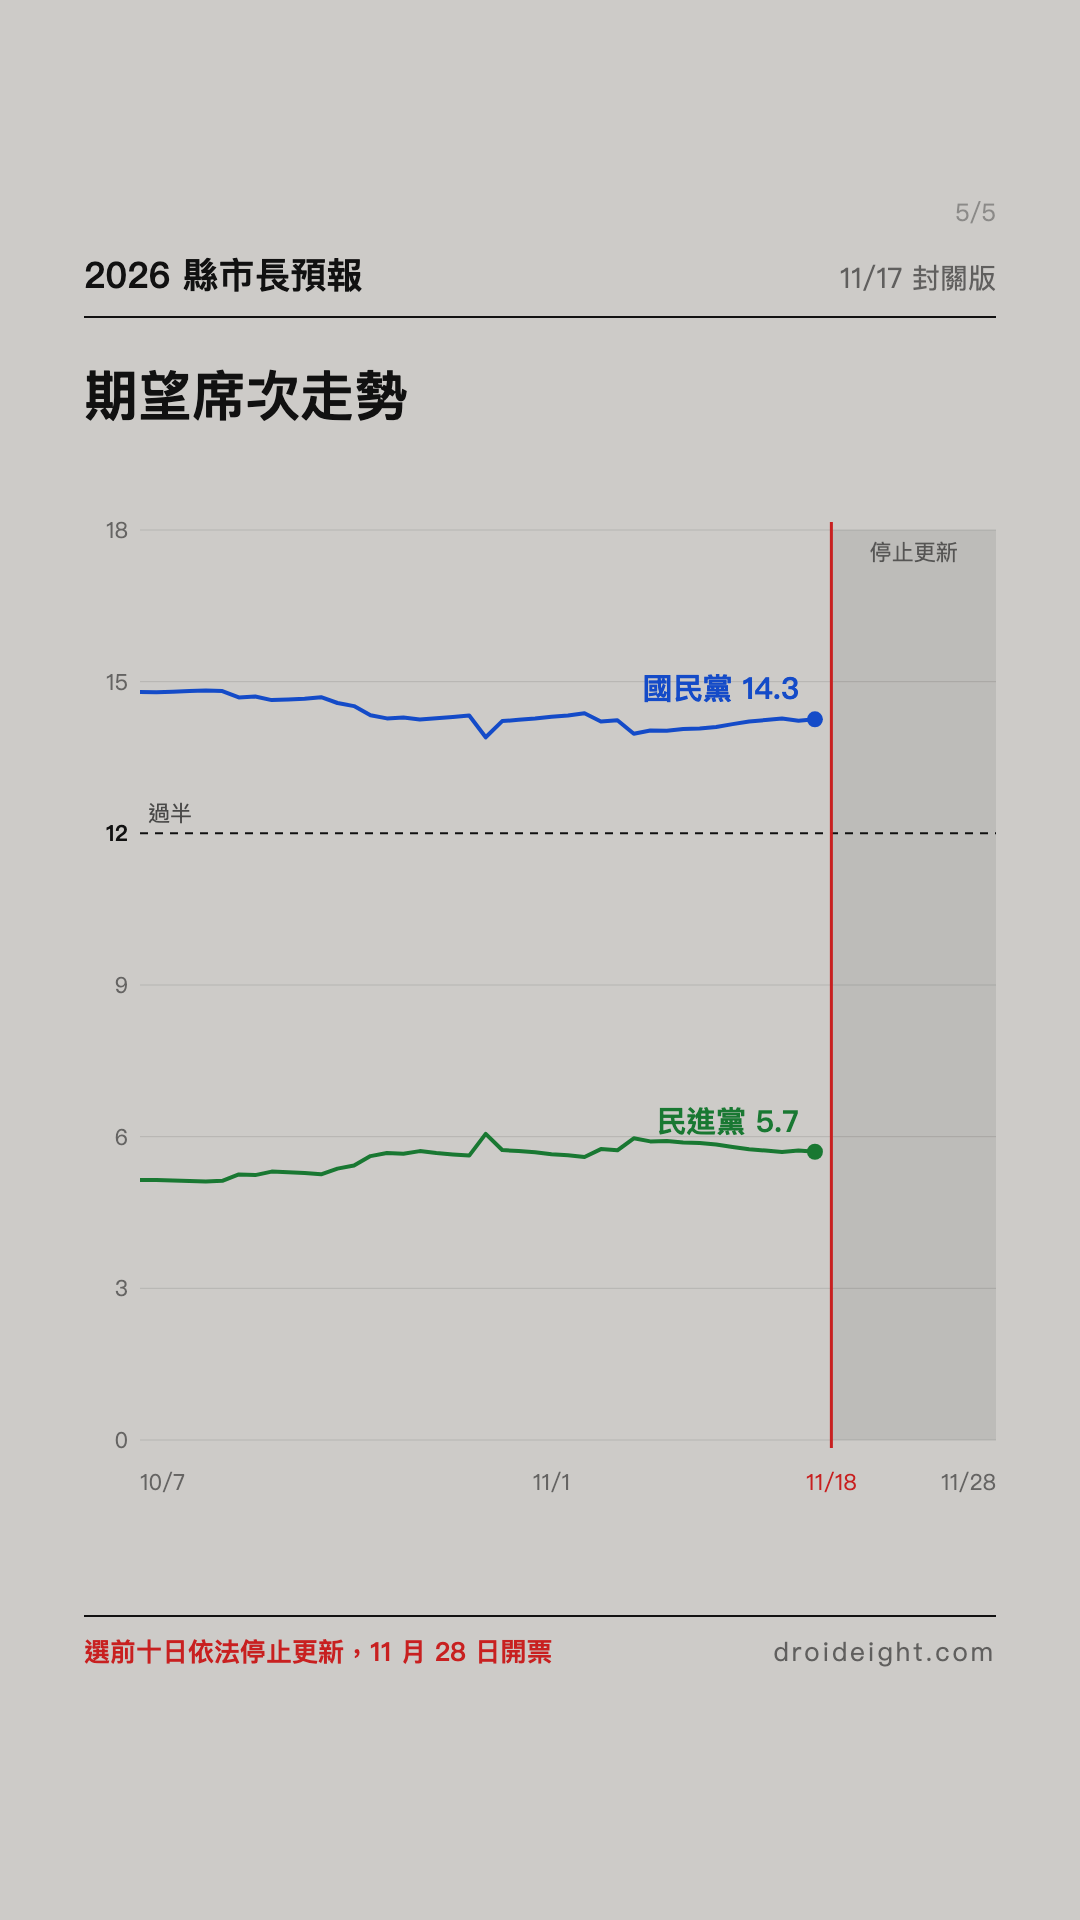 5/5
2026 縣市長預報
11/17 封關版
期望席次走勢
18
停止更新
15
國民黨 14.3
過半
12
9
民進黨 5.7
6
3
0
10/7
11/1
11/18
11/28
選前十日依法停止更新，11 月 28 日開票
droideight.com